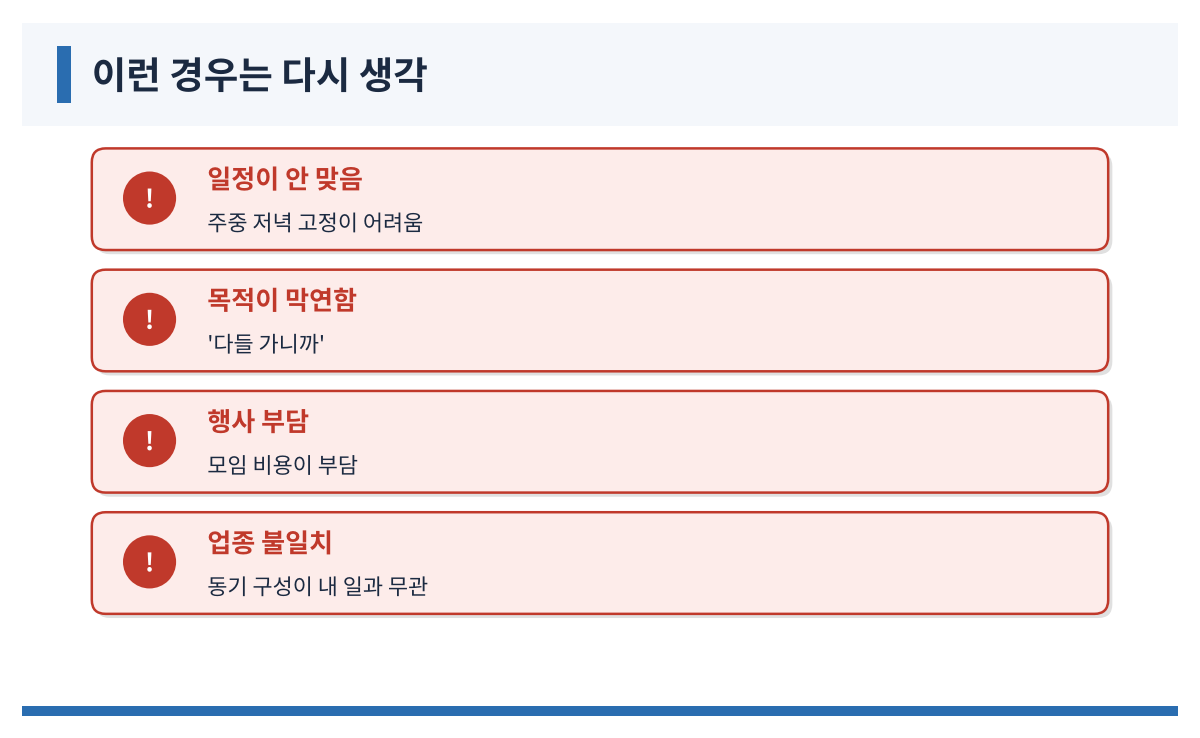 이런 경우는 다시 생각
!
일정이 안 맞음
주중 저녁 고정이 어려움
!
목적이 막연함
'다들 가니까'
!
행사 부담
모임 비용이 부담
!
업종 불일치
동기 구성이 내 일과 무관